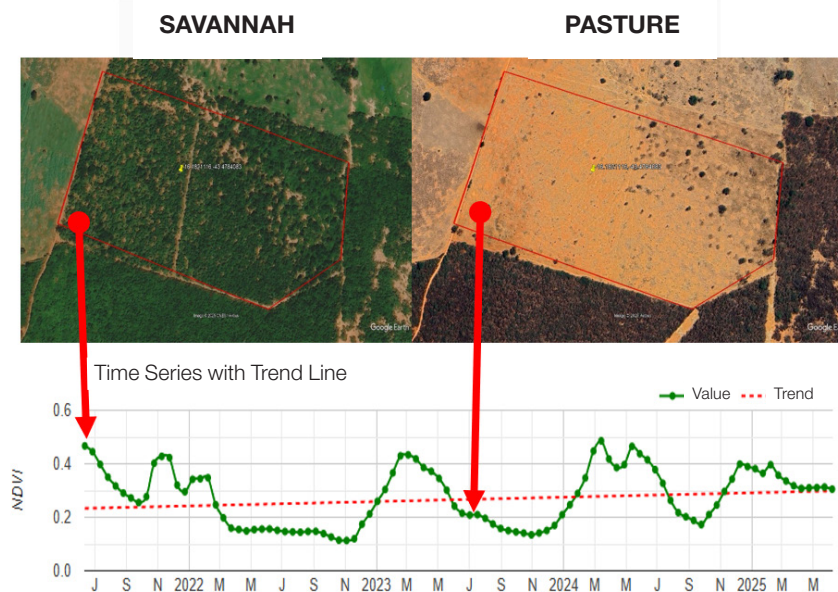 SAVANNAH
PASTURE
Google Earth
Google Eart
Time Series with Trend Line
Value
Trend
NDVI
0.6
0.4
0.2
0.0
J S N 2022 M M J S N 2023 M M J S N 2024 M M J S N 2025 M M